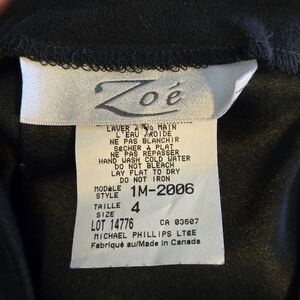 Zoé
LAVER À LA MAIN
L'EAU FROIDE
NE PAS BLANCHIR
SÉCHER À PLAT
NE PAS REPASSER
HAND WASH COLD WATER
DO NOT BLEACH
LAY FLAT TO DRY
DO NOT IRON
MODÈLE
STYLE 1M-2006
TAILLE
SIZE 4
LOT 14776 CA 03607
MICHAEL PHILLIPS LTÉE
Fabriqué au/Made in Canada